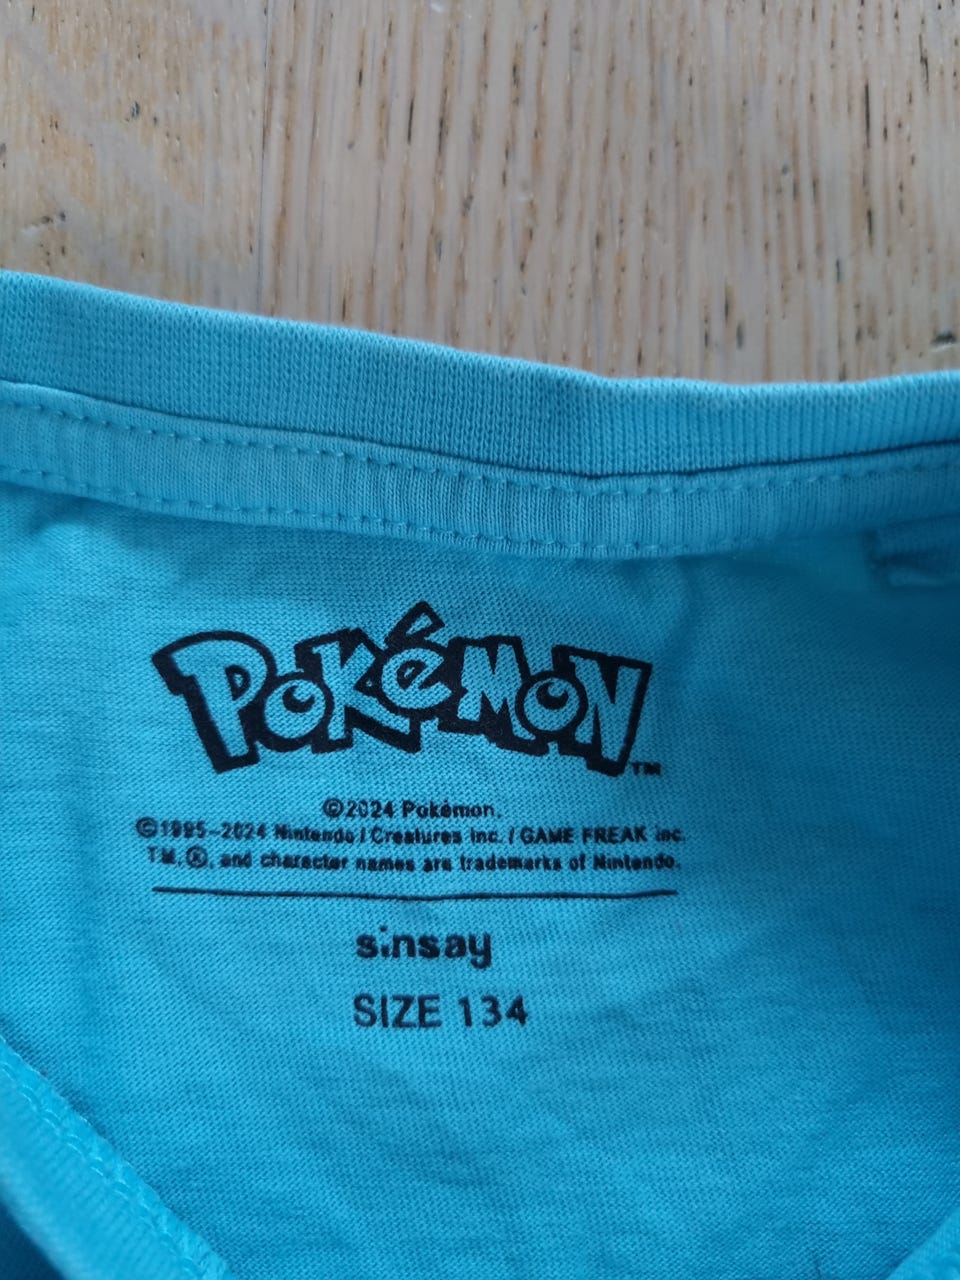 POKéMON™
©2024 Pokémon.
©1995–2024 Nintendo / Creatures Inc. / GAME FREAK inc.
TM, ®, and character names are trademarks of Nintendo.
sinsay
SIZE 134